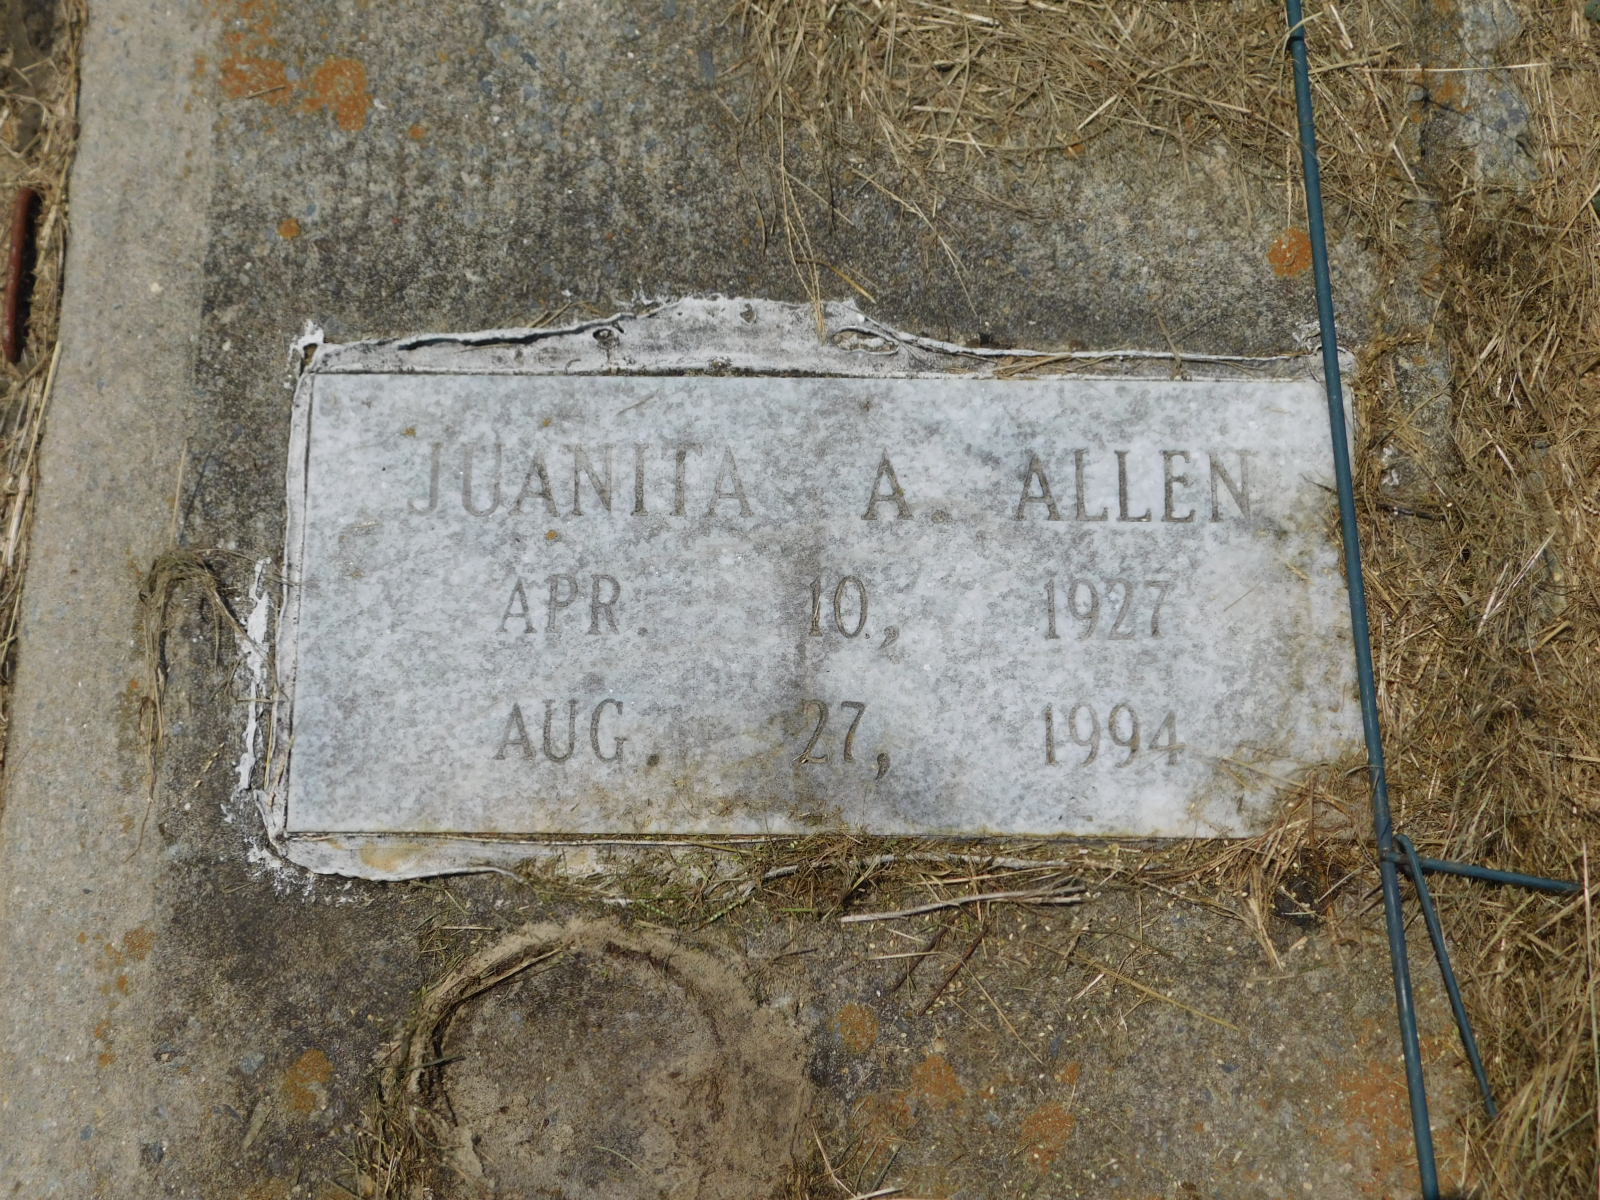 JUANITA A. ALLEN
APR. 10, 1927
AUG. 27, 1994